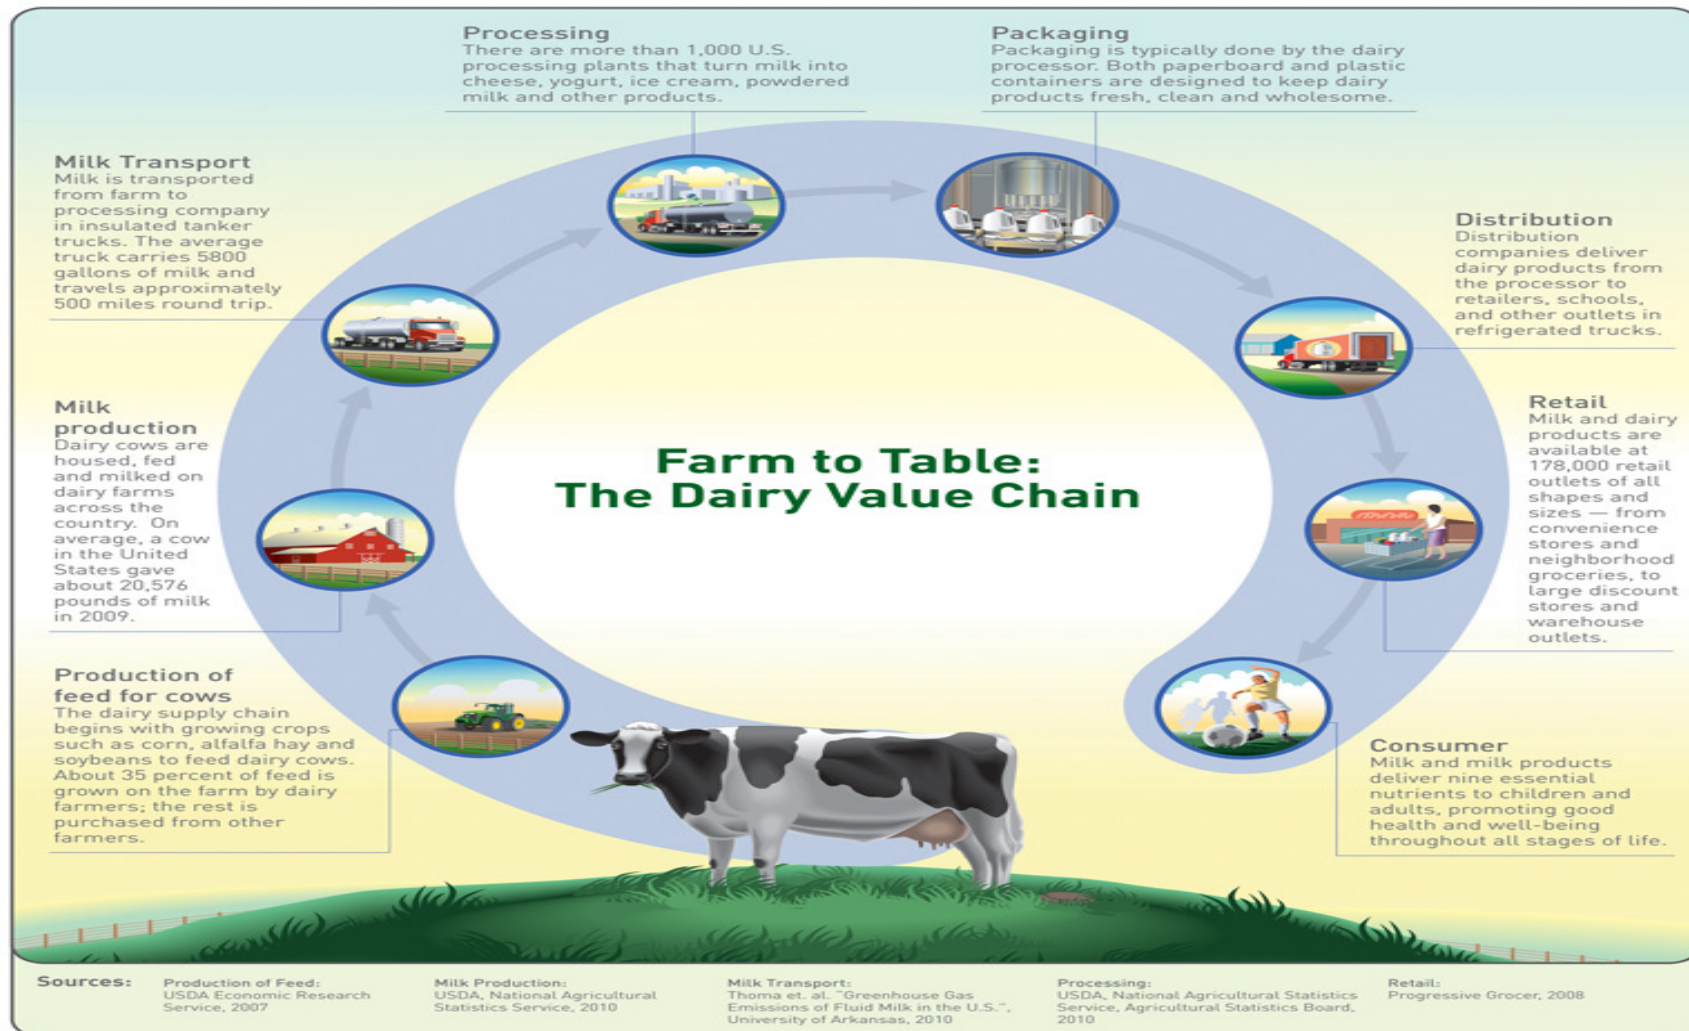 Processing
There are more than 1,000 U.S.
processing plants that turn milk into
cheese, yogurt, ice cream, powdered
milk and other products.
Packaging
Packaging is typically done by the dairy
processor. Both paperboard and plastic
containers are designed to keep dairy
products fresh, clean and wholesome.
Milk Transport
Milk is transported
from farm to
processing company
in insulated tanker
trucks. The average
truck carries 5800
gallons of milk and
travels approximately
500 miles round trip.
Distribution
Distribution
companies deliver
dairy products from
the processor to
retailers, schools,
and other outlets in
refrigerated trucks.
Milk
production
Dairy cows are
housed, fed
and milked on
dairy farms
across the
country. On
average, a cow
in the United
States gave
about 20,576
pounds of milk
in 2009.
Farm to Table:
The Dairy Value Chain
Retail
Milk and dairy
products are
available at
178,000 retail
outlets of all
shapes and
sizes — from
convenience
stores and
neighborhood
groceries, to
large discount
stores and
warehouse
outlets.
Production of
feed for cows
The dairy supply chain
begins with growing crops
such as corn, alfalfa hay and
soybeans to feed dairy cows.
About 35 percent of feed is
grown on the farm by dairy
farmers; the rest is
purchased from other
farmers.
Consumer
Milk and milk products
deliver nine essential
nutrients to children and
adults, promoting good
health and well-being
throughout all stages of life.
Sources:
Production of Feed:
USDA Economic Research
Service, 2007
Milk Production:
USDA, National Agricultural
Statistics Service, 2010
Milk Transport:
Thoma et. al. "Greenhouse Gas
Emissions of Fluid Milk in the U.S.",
University of Arkansas, 2010
Processing:
USDA, National Agricultural Statistics
Service, Agricultural Statistics Board,
2010
Retail:
Progressive Grocer, 2008